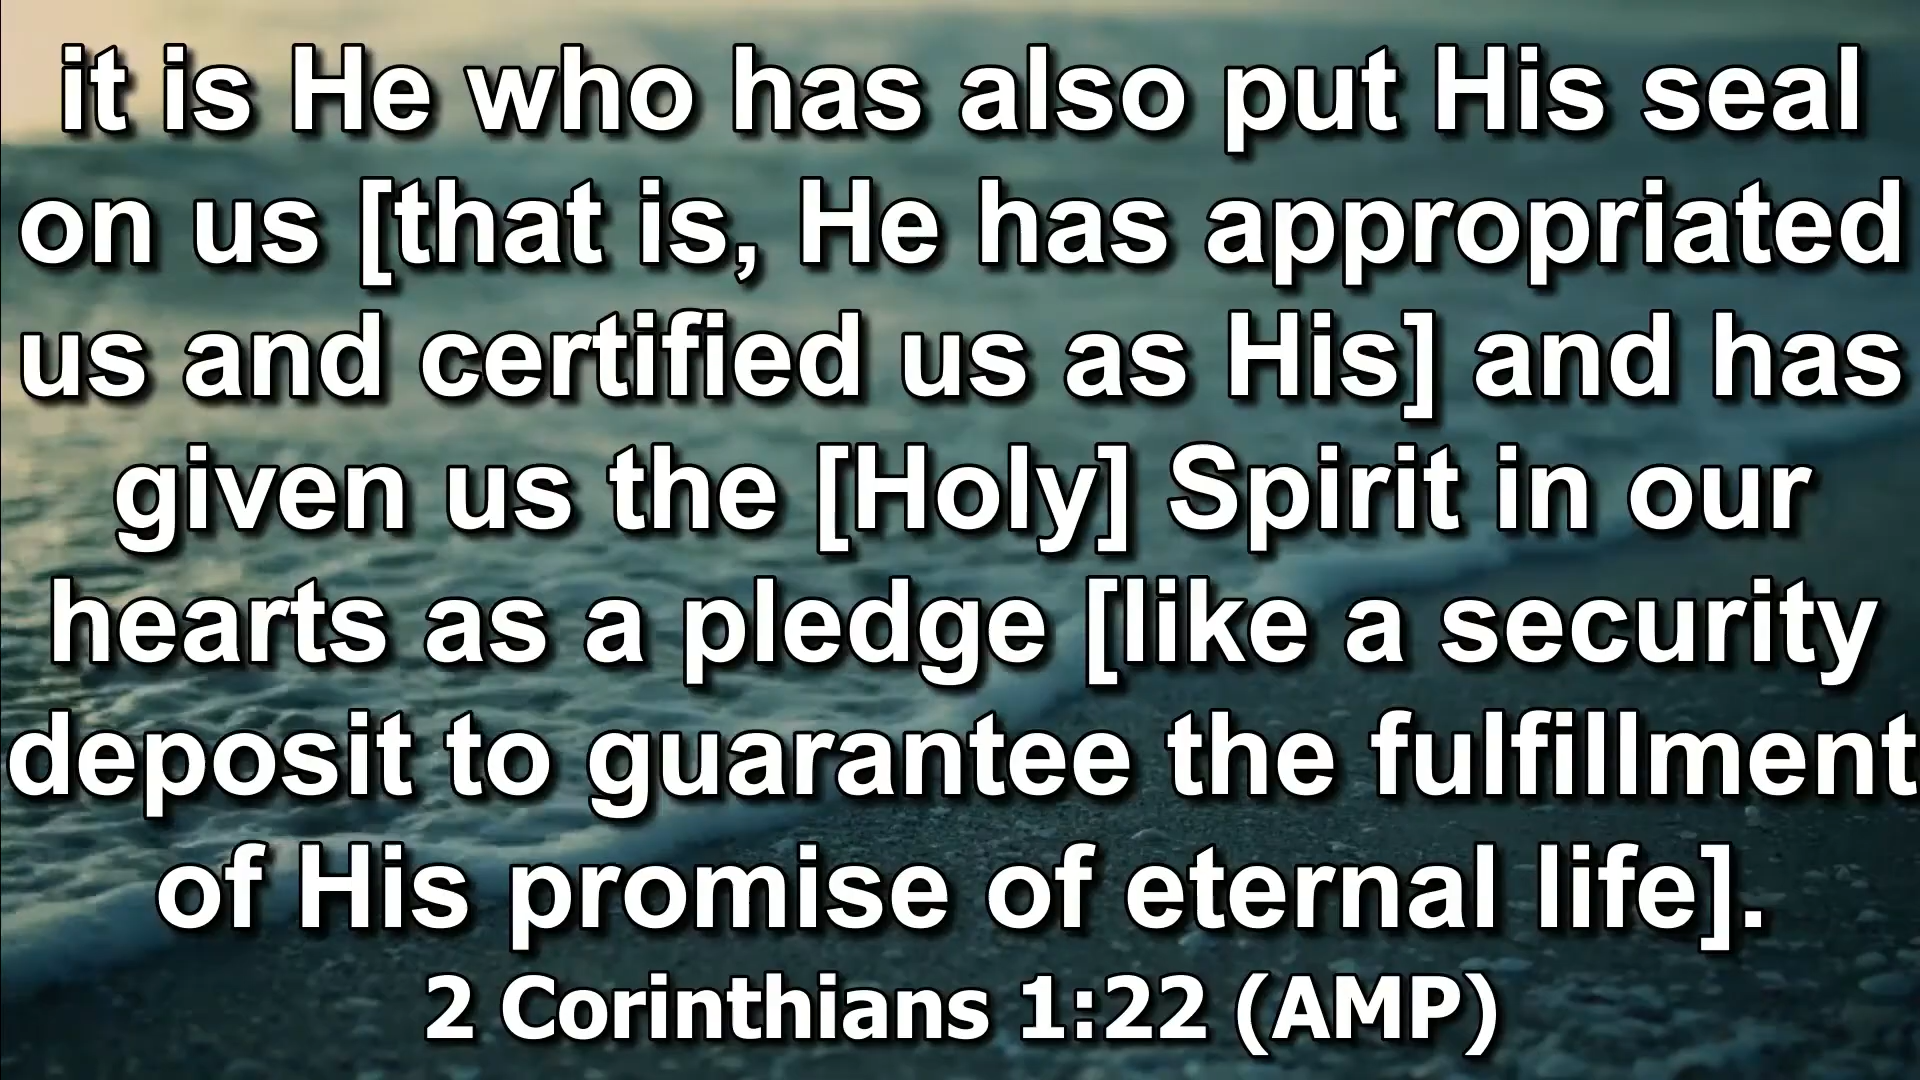 it is He who has also put His seal
on us [that is, He has appropriated
us and certified us as His] and has
given us the [Holy] Spirit in our
hearts as a pledge [like a security
deposit to guarantee the fulfillment
of His promise of eternal life].
2 Corinthians 1:22 (AMP)